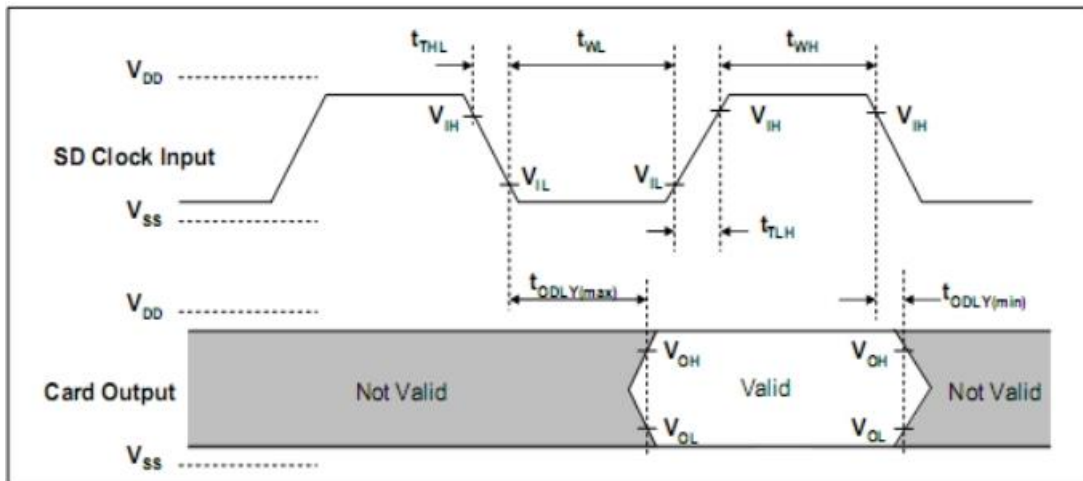 tTHL
tWL
tWH
VDD
VIH
VIH
VIH
SD Clock Input
VIL
VIL
VSS
tTLH
tODLY(max)
tODLY(min)
VDD
VOH
VOH
Card Output
Not Valid
Valid
Not Valid
VOL
VOL
VSS